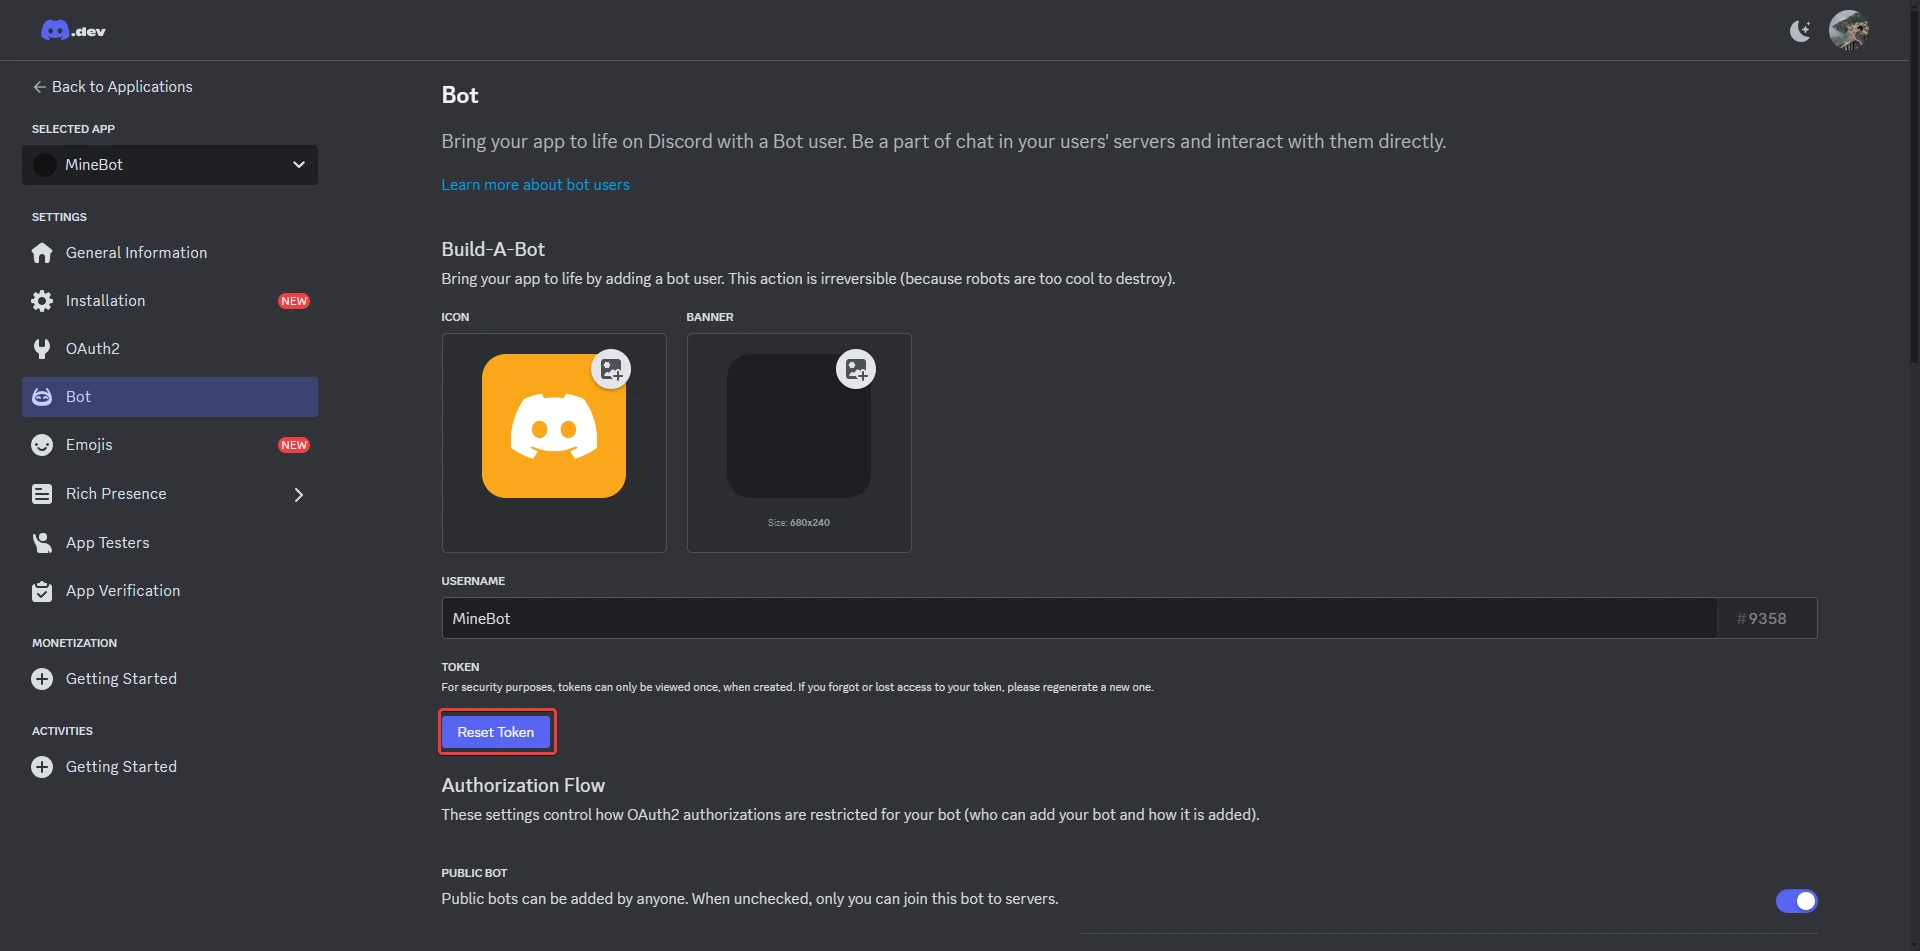 .dev
Back to Applications
SELECTED APP
MineBot
SETTINGS
General Information
Installation NEW
OAuth2
Bot
Emojis NEW
Rich Presence
App Testers
App Verification
MONETIZATION
Getting Started
ACTIVITIES
Getting Started
Bot
Bring your app to life on Discord with a Bot user. Be a part of chat in your users' servers and interact with them directly.
Learn more about bot users
Build-A-Bot
Bring your app to life by adding a bot user. This action is irreversible (because robots are too cool to destroy).
ICON BANNER
Size: 680x240
USERNAME
MineBot #9358
TOKEN
For security purposes, tokens can only be viewed once, when created. If you forgot or lost access to your token, please regenerate a new one.
Reset Token
Authorization Flow
These settings control how OAuth2 authorizations are restricted for your bot (who can add your bot and how it is added).
PUBLIC BOT
Public bots can be added by anyone. When unchecked, only you can join this bot to servers.